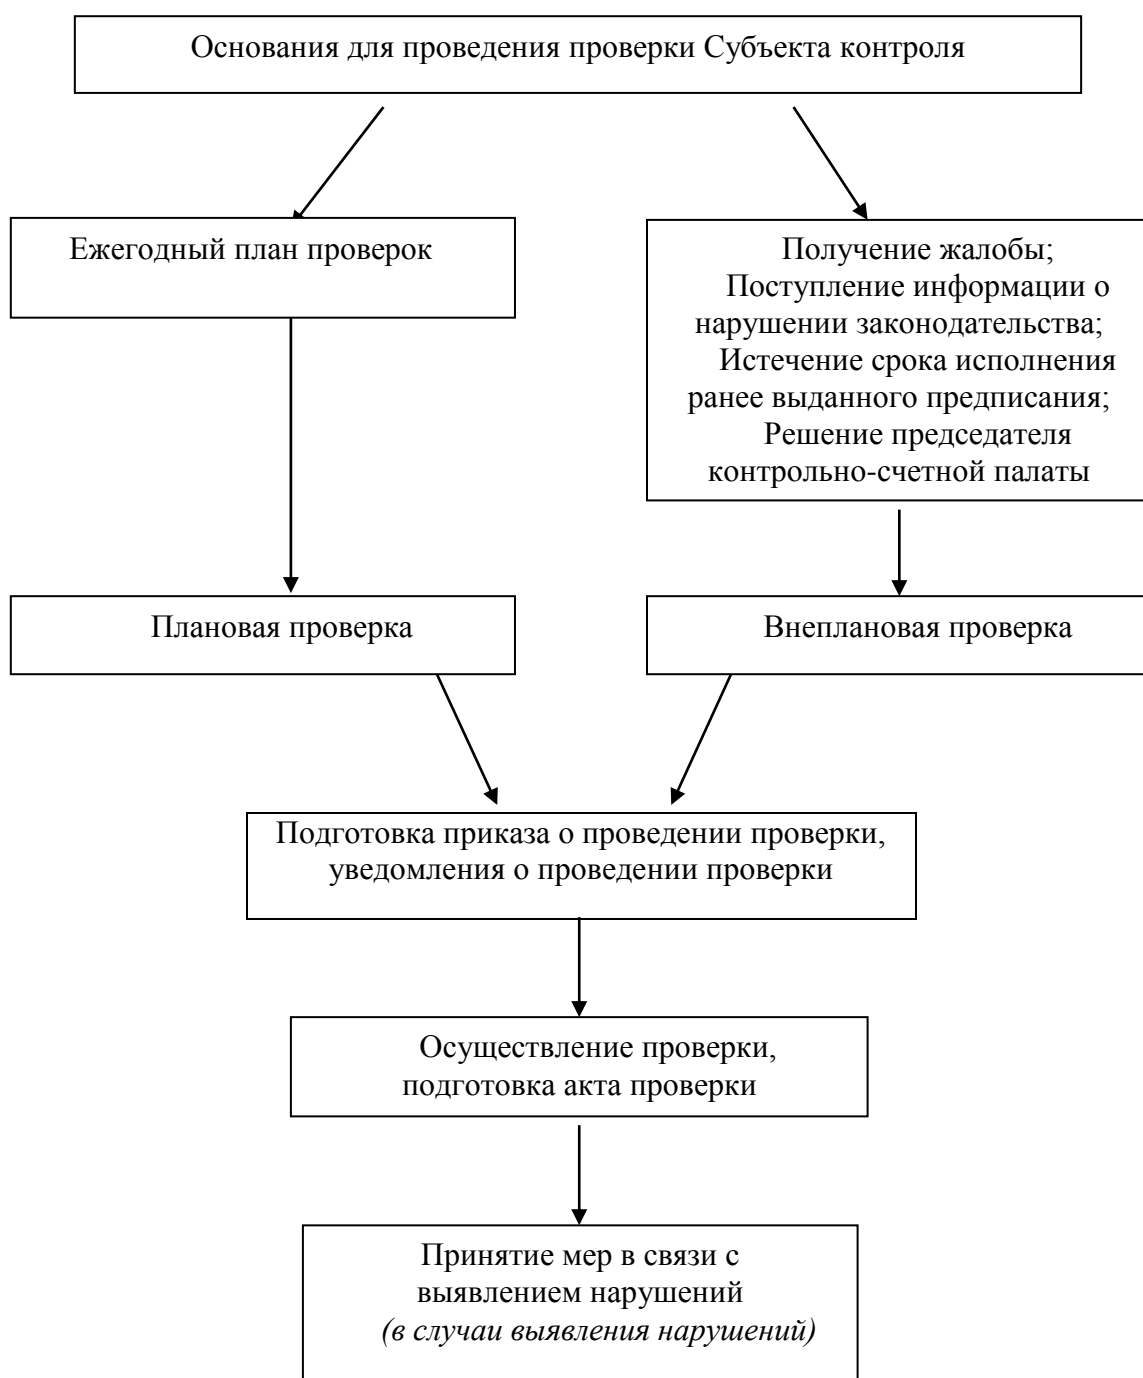 Основания для проведения проверки Субъекта контроля
Ежегодный план проверок
Получение жалобы;
Поступление информации о
нарушении законодательства;
Истечение срока исполнения
ранее выданного предписания;
Решение председателя
контрольно-счетной палаты
Плановая проверка
Внеплановая проверка
Подготовка приказа о проведении проверки,
уведомления о проведении проверки
Осуществление проверки,
подготовка акта проверки
Принятие мер в связи с
выявлением нарушений
(в случаи выявления нарушений)